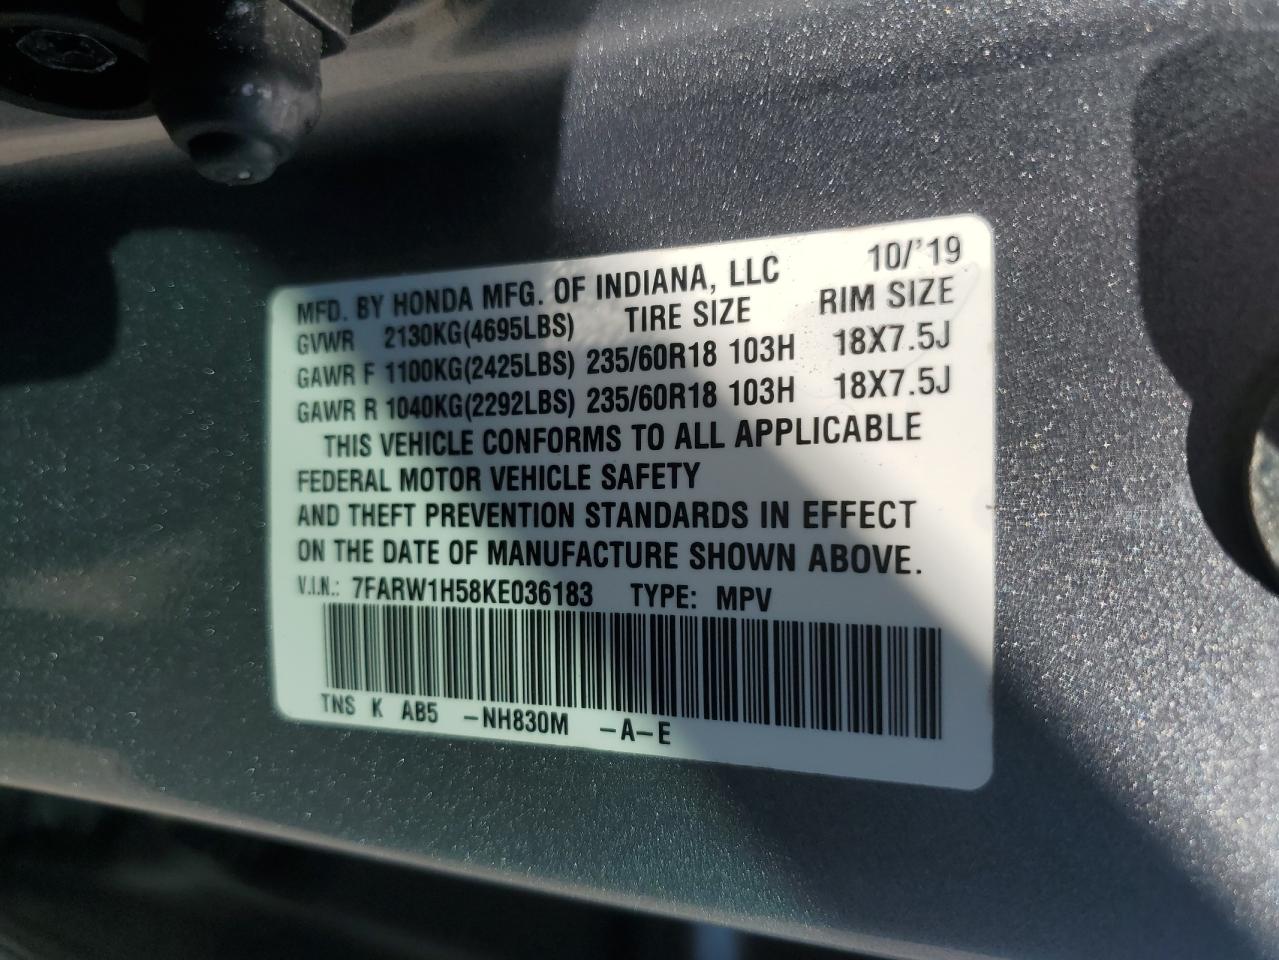 MFD. BY HONDA MFG. OF INDIANA, LLC 10/'19
GVWR 2130KG(4695LBS) TIRE SIZE RIM SIZE
GAWR F 1100KG(2425LBS) 235/60R18 103H 18X7.5J
GAWR R 1040KG(2292LBS) 235/60R18 103H 18X7.5J
THIS VEHICLE CONFORMS TO ALL APPLICABLE
FEDERAL MOTOR VEHICLE SAFETY
AND THEFT PREVENTION STANDARDS IN EFFECT
ON THE DATE OF MANUFACTURE SHOWN ABOVE.
V.I.N.: 7FARW1H58KE036183 TYPE: MPV
TNS K AB5 -NH830M -A-E